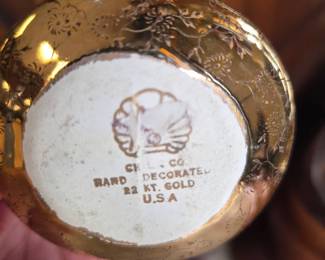 CO
HAND DECORATED
22 KT. GOLD
U.S.A